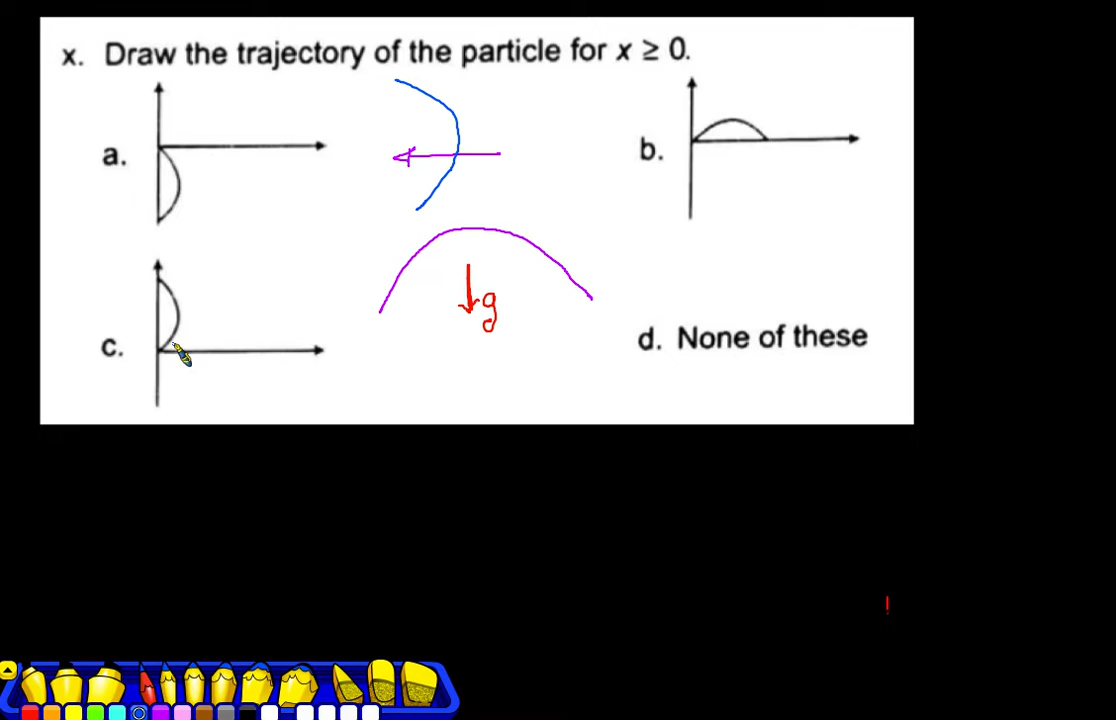 x. Draw the trajectory of the particle for x ≥ 0.
a.
b.
g
c.
d. None of these
!